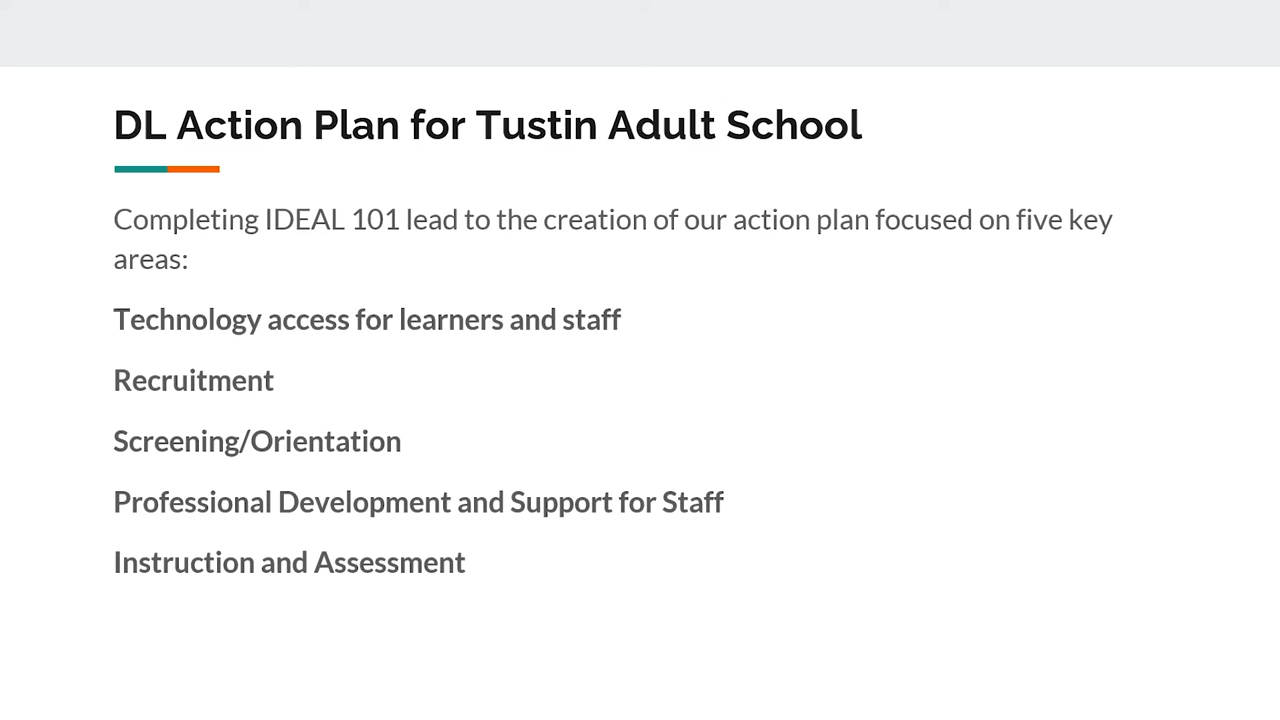 DL Action Plan for Tustin Adult School
Completing IDEAL 101 lead to the creation of our action plan focused on five key
areas:
Technology access for learners and staff
Recruitment
Screening/Orientation
Professional Development and Support for Staff
Instruction and Assessment